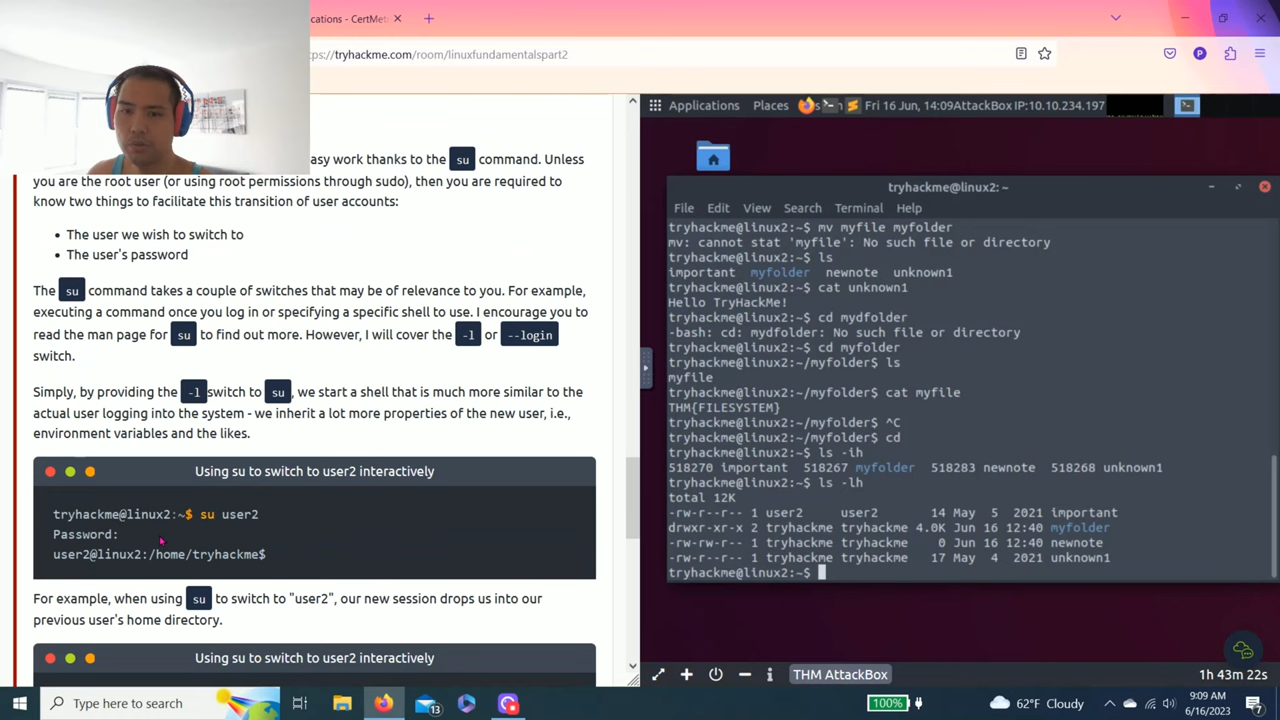 ications - CertMet
ttps://tryhackme.com/room/linuxfundamentalspart2
asy work thanks to the su command. Unless
you are the root user (or using root permissions through sudo), then you are required to
know two things to facilitate this transition of user accounts:
• The user we wish to switch to
• The user's password
The su command takes a couple of switches that may be of relevance to you. For example,
executing a command once you log in or specifying a specific shell to use. I encourage you to
read the man page for su to find out more. However, I will cover the -l or --login
switch.
Simply, by providing the -l switch to su, we start a shell that is much more similar to the
actual user logging into the system - we inherit a lot more properties of the new user, i.e.,
environment variables and the likes.
Using su to switch to user2 interactively
tryhackme@linux2:~$ su user2
Password:
user2@linux2:/home/tryhackme$
For example, when using su to switch to "user2", our new session drops us into our
previous user's home directory.
Using su to switch to user2 interactively
Applications Places Fri 16 Jun, 14:09 AttackBox IP:10.10.234.197
tryhackme@linux2: ~
File Edit View Search Terminal Help
tryhackme@linux2:~$ mv myfile myfolder
mv: cannot stat 'myfile': No such file or directory
tryhackme@linux2:~$ ls
important myfolder newnote unknown1
tryhackme@linux2:~$ cat unknown1
Hello TryHackMe!
tryhackme@linux2:~$ cd mydfolder
-bash: cd: mydfolder: No such file or directory
tryhackme@linux2:~$ cd myfolder
tryhackme@linux2:~/myfolder$ ls
myfile
tryhackme@linux2:~/myfolder$ cat myfile
THM{FILESYSTEM}
tryhackme@linux2:~/myfolder$ ^C
tryhackme@linux2:~/myfolder$ cd
tryhackme@linux2:~$ ls -ih
518270 important 518267 myfolder 518283 newnote 518268 unknown1
tryhackme@linux2:~$ ls -lh
total 12K
-rw-r--r-- 1 user2 user2 14 May 5 2021 important
drwxr-xr-x 2 tryhackme tryhackme 4.0K Jun 16 12:40 myfolder
-rw-r--r-- 1 tryhackme tryhackme 0 Jun 16 12:40 newnote
-rw-rw-r-- 1 tryhackme tryhackme 17 May 4 2021 unknown1
tryhackme@linux2:~$
THM AttackBox
1h 43m 22s
Type here to search
13
100%
62°F Cloudy
9:09 AM
6/16/2023
7